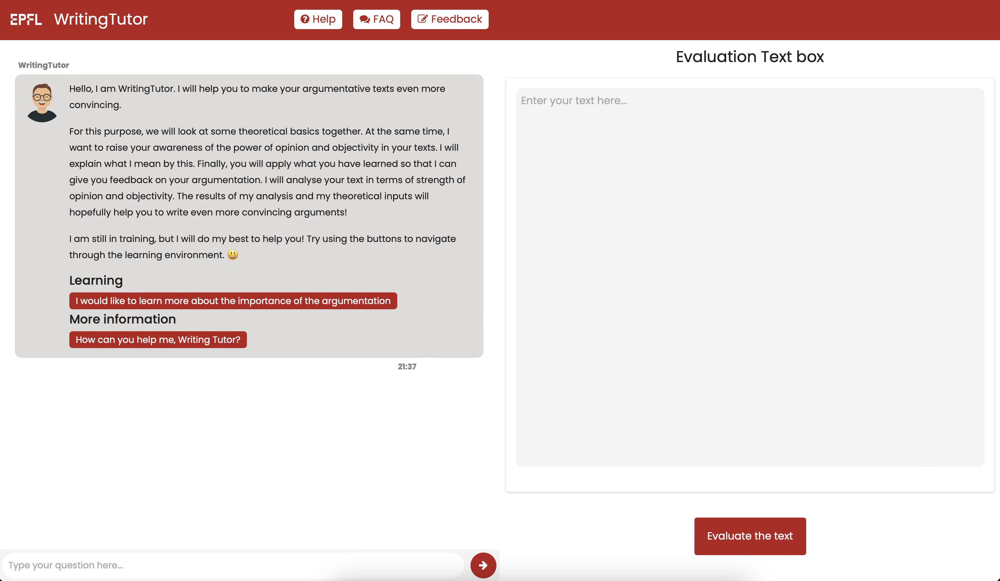 EPFL WritingTutor
Help
FAQ
Feedback
WritingTutor
Hello, I am WritingTutor. I will help you to make your argumentative texts even more
convincing.
For this purpose, we will look at some theoretical basics together. At the same time, I
want to raise your awareness of the power of opinion and objectivity in your texts. I will
explain what I mean by this. Finally, you will apply what you have learned so that I can
give you feedback on your argumentation. I will analyse your text in terms of strength of
opinion and objectivity. The results of my analysis and my theoretical inputs will
hopefully help you to write even more convincing arguments!
I am still in training, but I will do my best to help you! Try using the buttons to navigate
through the learning environment. 😃
Learning
I would like to learn more about the importance of the argumentation
More information
How can you help me, Writing Tutor?
21:37
Type your question here...
Evaluation Text box
Enter your text here...
Evaluate the text